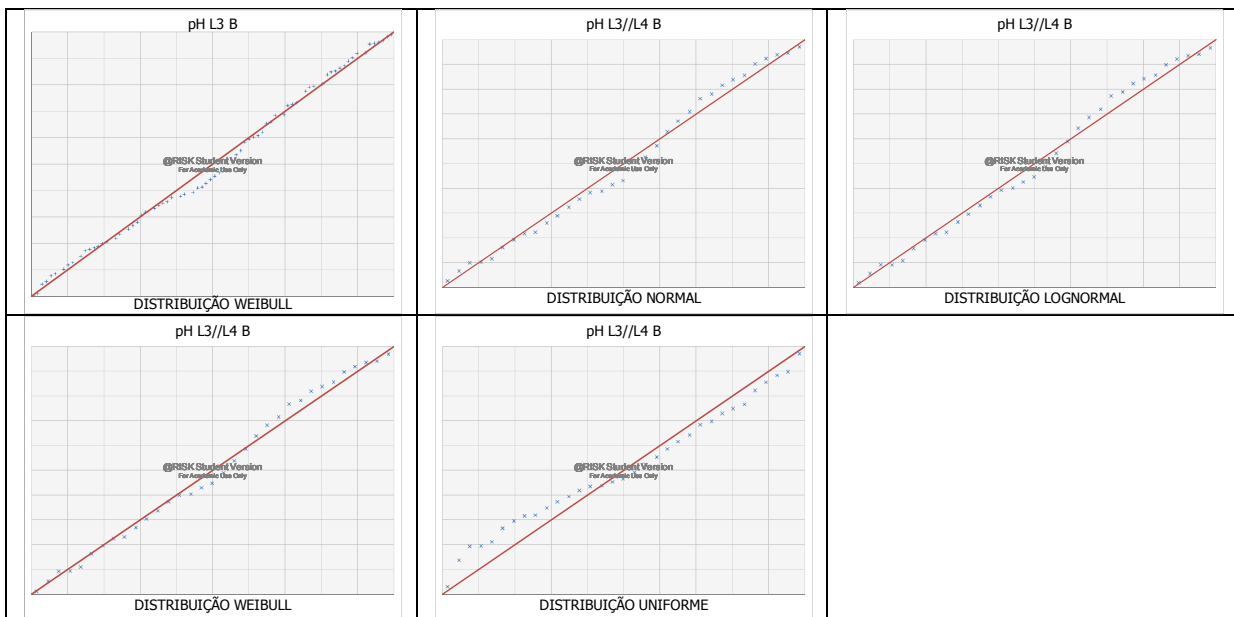 pH L3 B
@RISK Student Version
For Academic Use Only
DISTRIBUIÇÃO WEIBULL
pH L3//L4 B
@RISK Student Version
For Academic Use Only
DISTRIBUIÇÃO NORMAL
pH L3//L4 B
@RISK Student Version
For Academic Use Only
DISTRIBUIÇÃO LOGNORMAL
pH L3//L4 B
@RISK Student Version
For Academic Use Only
DISTRIBUIÇÃO WEIBULL
pH L3//L4 B
@RISK Student Version
For Academic Use Only
DISTRIBUIÇÃO UNIFORME